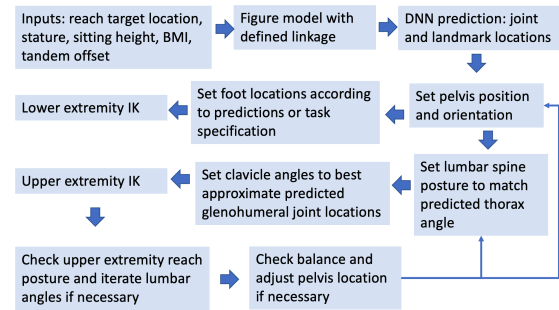 Inputs: reach target location,
stature, sitting height, BMI,
tandem offset
Figure model with
defined linkage
DNN prediction: joint
and landmark locations
Set pelvis position
and orientation
Set foot locations according
to predictions or task
specification
Lower extremity IK
Set lumbar spine
posture to match
predicted thorax
angle
Set clavicle angles to best
approximate predicted
glenohumeral joint locations
Upper extremity IK
Check upper extremity reach
posture and iterate lumbar
angles if necessary
Check balance and
adjust pelvis location
if necessary